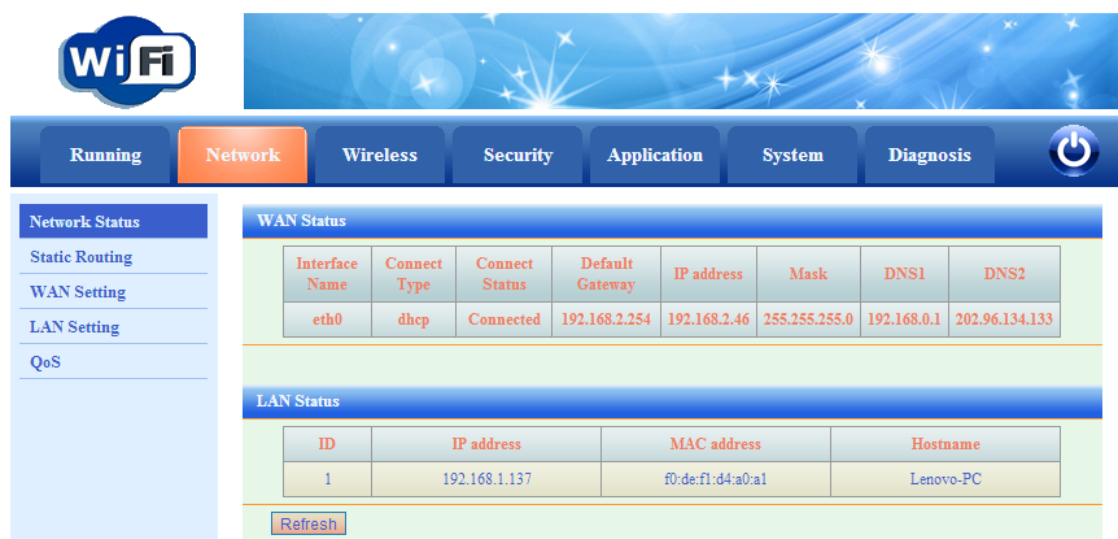 WiFi
Running Network Wireless Security Application System Diagnosis
Network Status
Static Routing
WAN Setting
LAN Setting
QoS
WAN Status
Interface Name Connect Type Connect Status Default Gateway IP address Mask DNS1 DNS2
eth0 dhcp Connected 192.168.2.254 192.168.2.46 255.255.255.0 192.168.0.1 202.96.134.133
LAN Status
ID IP address MAC address Hostname
1 192.168.1.137 f0:de:f1:d4:a0:a1 Lenovo-PC
Refresh